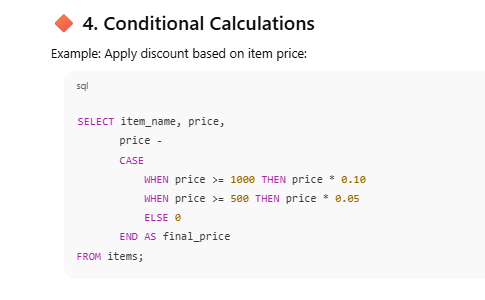 4. Conditional Calculations
Example: Apply discount based on item price:
sql
SELECT item_name, price,
       price -
       CASE
           WHEN price >= 1000 THEN price * 0.10
           WHEN price >= 500 THEN price * 0.05
           ELSE 0
       END AS final_price
FROM items;